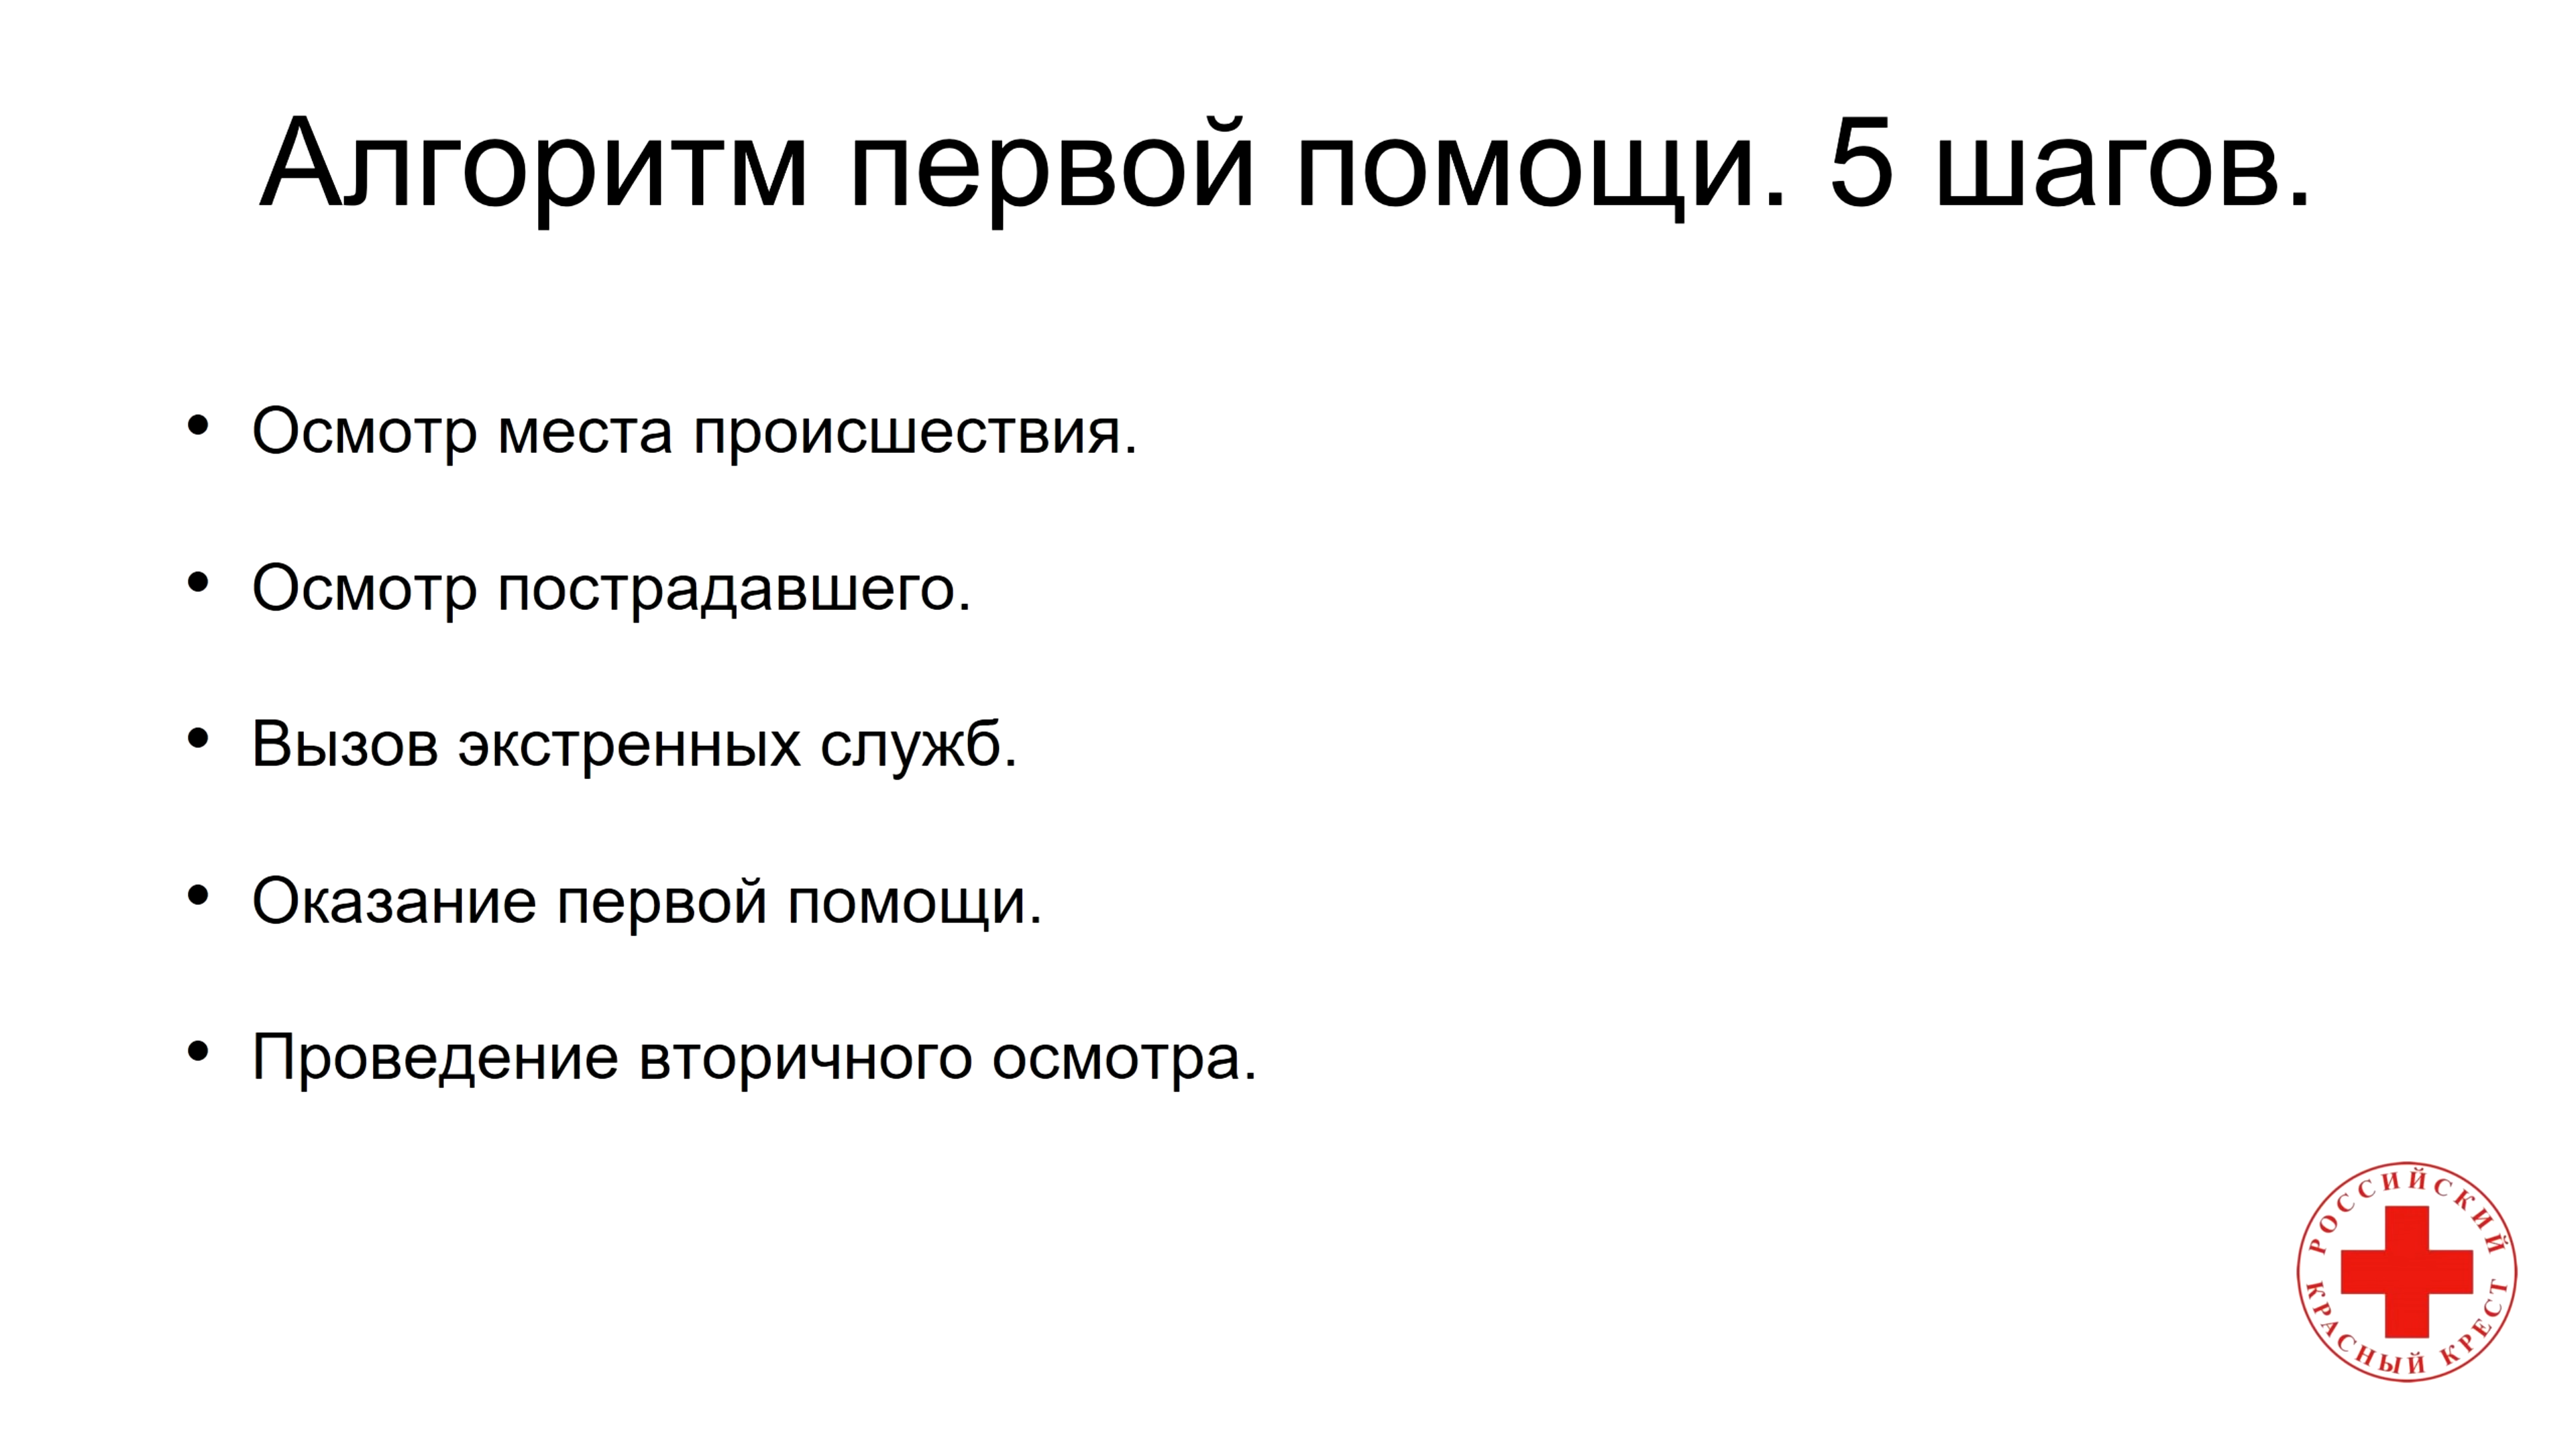 Алгоритм первой помощи. 5 шагов.
• Осмотр места происшествия.
• Осмотр пострадавшего.
• Вызов экстренных служб.
• Оказание первой помощи.
• Проведение вторичного осмотра.
РОССИЙСКИЙ
КРАСНЫЙ КРЕСТ